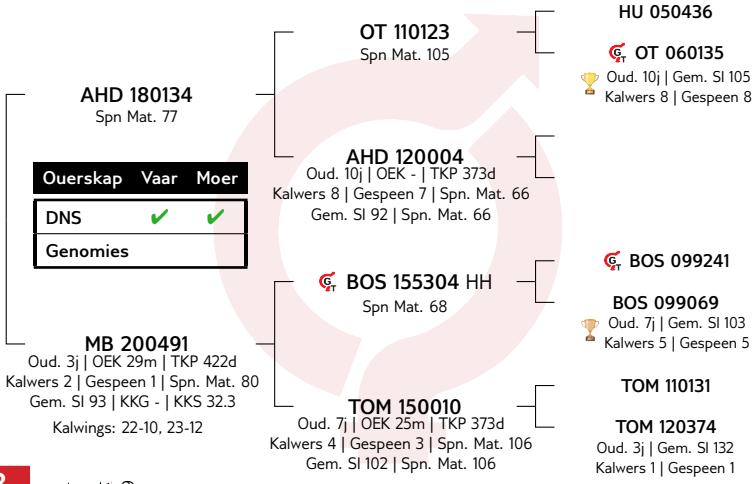 HU 050436
OT 110123
Spn Mat. 105
GT OT 060135
Oud. 10j | Gem. SI 105
Kalwers 8 | Gespeen 8
AHD 180134
Spn Mat. 77
AHD 120004
Oud. 10j | OEK - | TKP 373d
Kalwers 8 | Gespeen 7 | Spn. Mat. 66
Gem. SI 92 | Spn. Mat. 66
Ouerskap Vaar Moer
DNS ✔ ✔
Genomies
GT BOS 155304 HH
Spn Mat. 68
GT BOS 099241
BOS 099069
Oud. 7j | Gem. SI 103
Kalwers 5 | Gespeen 5
MB 200491
Oud. 3j | OEK 29m | TKP 422d
Kalwers 2 | Gespeen 1 | Spn. Mat. 80
Gem. SI 93 | KKG - | KKS 32.3
Kalwings: 22-10, 23-12
TOM 150010
Oud. 7j | OEK 25m | TKP 373d
Kalwers 4 | Gespeen 3 | Spn. Mat. 106
Gem. SI 102 | Spn. Mat. 106
TOM 110131
TOM 120374
Oud. 3j | Gem. SI 132
Kalwers 1 | Gespeen 1